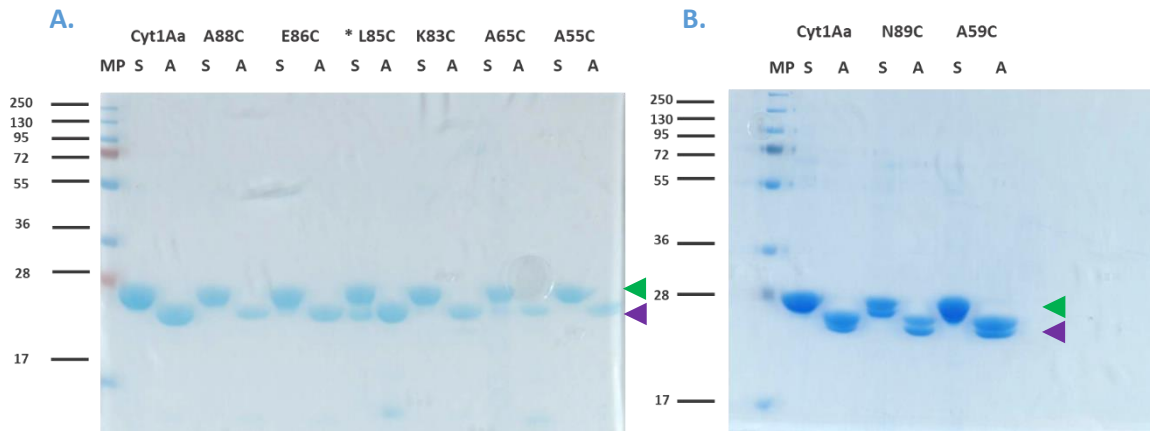 A.
Cyt1Aa A88C E86C * L85C K83C A65C A55C
MP S A S A S A S A S A S A S A
250
130
95
72
55
36
28
17
B.
Cyt1Aa N89C A59C
MP S A S A S A
250
130
95
72
55
36
28
17